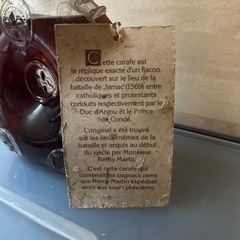 Cette carafe est
la réplique exacte d'un flacon
découvert sur le lieu de la
bataille de Jarnac (1569) entre
catholiques et protestants
conduits respectivement par le
Duc d'Anjou et le Prince
de Condé.
L'original a été trouvé
sur les lieux mêmes de la
bataille et acquis au début
du siècle par Monsieur
Rémy Martin.
C'est cette carafe qui
contenait les cognacs rares
que Rémy Martin expédiait
alors aux cours princières.